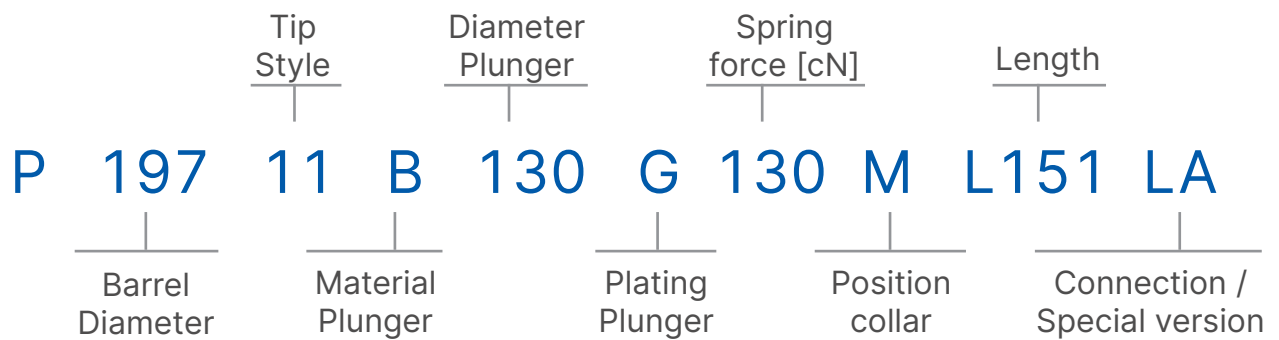 Tip
Style
Diameter
Plunger
Spring
force [cN]
Length
P 197 11 B 130 G 130 M L151 LA
Barrel
Diameter
Material
Plunger
Plating
Plunger
Position
collar
Connection /
Special version